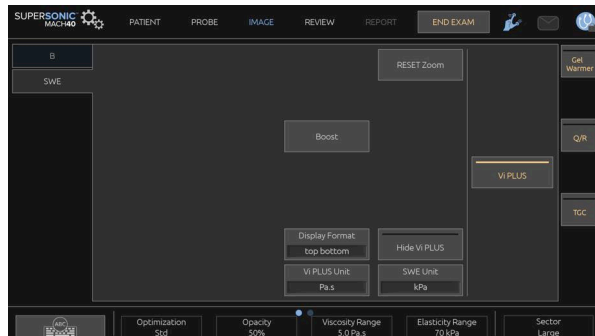 SUPERSONIC
MACH40
PATIENT
PROBE
IMAGE
REVIEW
REPORT
END EXAM
B
SWE
RESET Zoom
Gel
Warmer
Boost
Q/R
Vi PLUS
TGC
Display Format
top bottom
Hide Vi PLUS
Vi PLUS Unit
Pa.s
SWE Unit
kPa
ABC
Optimization
Std
Opacity
50%
Viscosity Range
5.0 Pa.s
Elasticity Range
70 kPa
Sector
Large